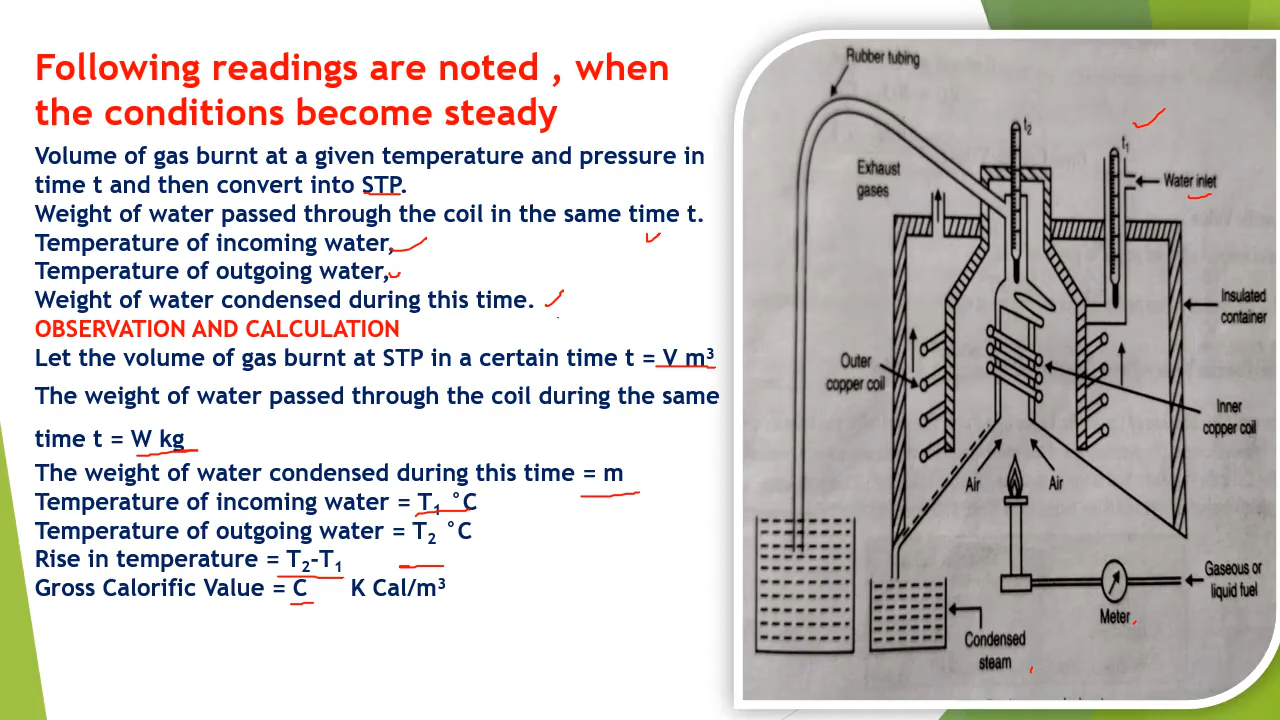 Following readings are noted , when
the conditions become steady
Volume of gas burnt at a given temperature and pressure in
time t and then convert into STP.
Weight of water passed through the coil in the same time t.
Temperature of incoming water,
Temperature of outgoing water,
Weight of water condensed during this time.
OBSERVATION AND CALCULATION
Let the volume of gas burnt at STP in a certain time t = V m³
The weight of water passed through the coil during the same
time t = W kg
The weight of water condensed during this time = m
Temperature of incoming water = T₁ °C
Temperature of outgoing water = T₂ °C
Rise in temperature = T₂-T₁
Gross Calorific Value = C K Cal/m³
Rubber tubing
t₂
t₁
Exhaust
gases
Water inlet
Insulated
container
Outer
copper coil
Inner
copper coil
Air
Air
Gaseous or
liquid fuel
Meter
Condensed
steam